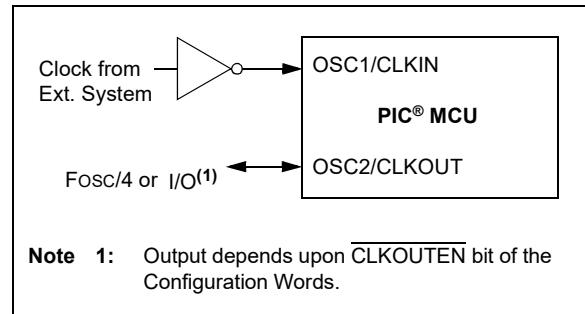 Clock from
Ext. System
OSC1/CLKIN
PIC® MCU
FOSC/4 or I/O(1)
OSC2/CLKOUT
Note 1: Output depends upon CLKOUTEN bit of the
Configuration Words.